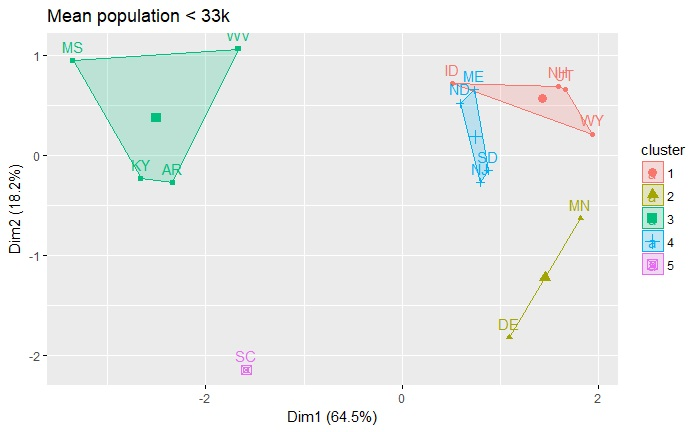 Mean population < 33k
MS
WV
ID
ME
NH
UT
ND
WY
KY
AR
SD
NJ
MN
DE
SC
1
0
-1
-2
-2
0
2
Dim2 (18.2%)
Dim1 (64.5%)
cluster
a 1
a 2
a 3
a 4
a 5